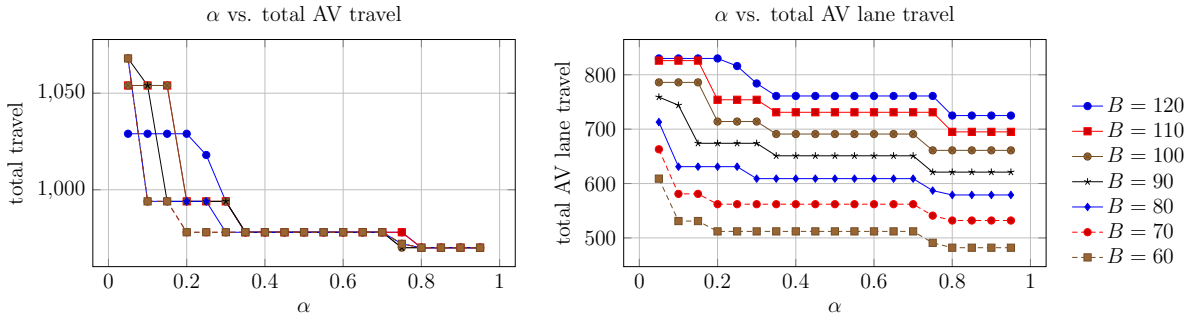 α vs. total AV travel
total travel
1,050
1,000
0
0.2
0.4
0.6
0.8
1
α
α vs. total AV lane travel
total AV lane travel
800
700
600
500
0
0.2
0.4
0.6
0.8
1
α
B = 120
B = 110
B = 100
B = 90
B = 80
B = 70
B = 60